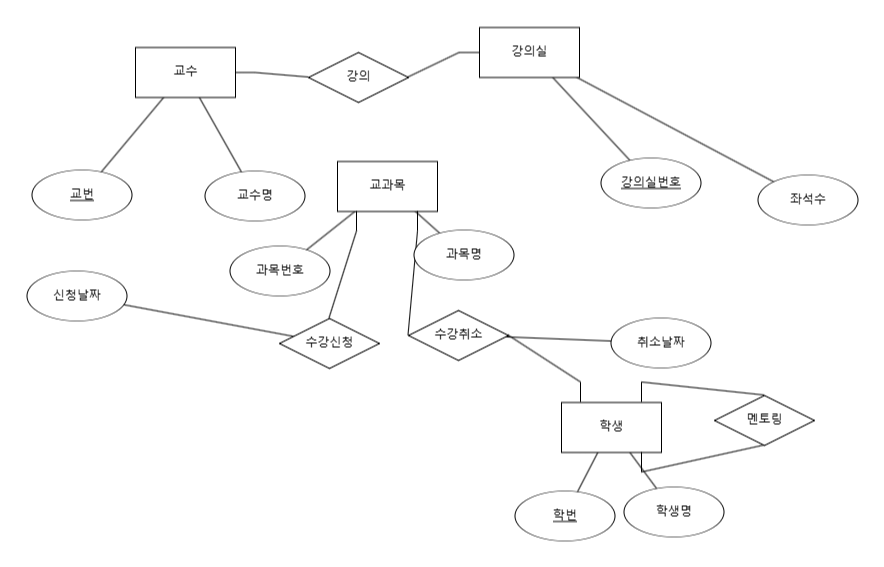 강의실
교수
강의
교과목
강의실번호
교번
교수명
좌석수
과목명
과목번호
신청날짜
수강취소
수강신청
취소날짜
멘토링
학생
학생명
학번